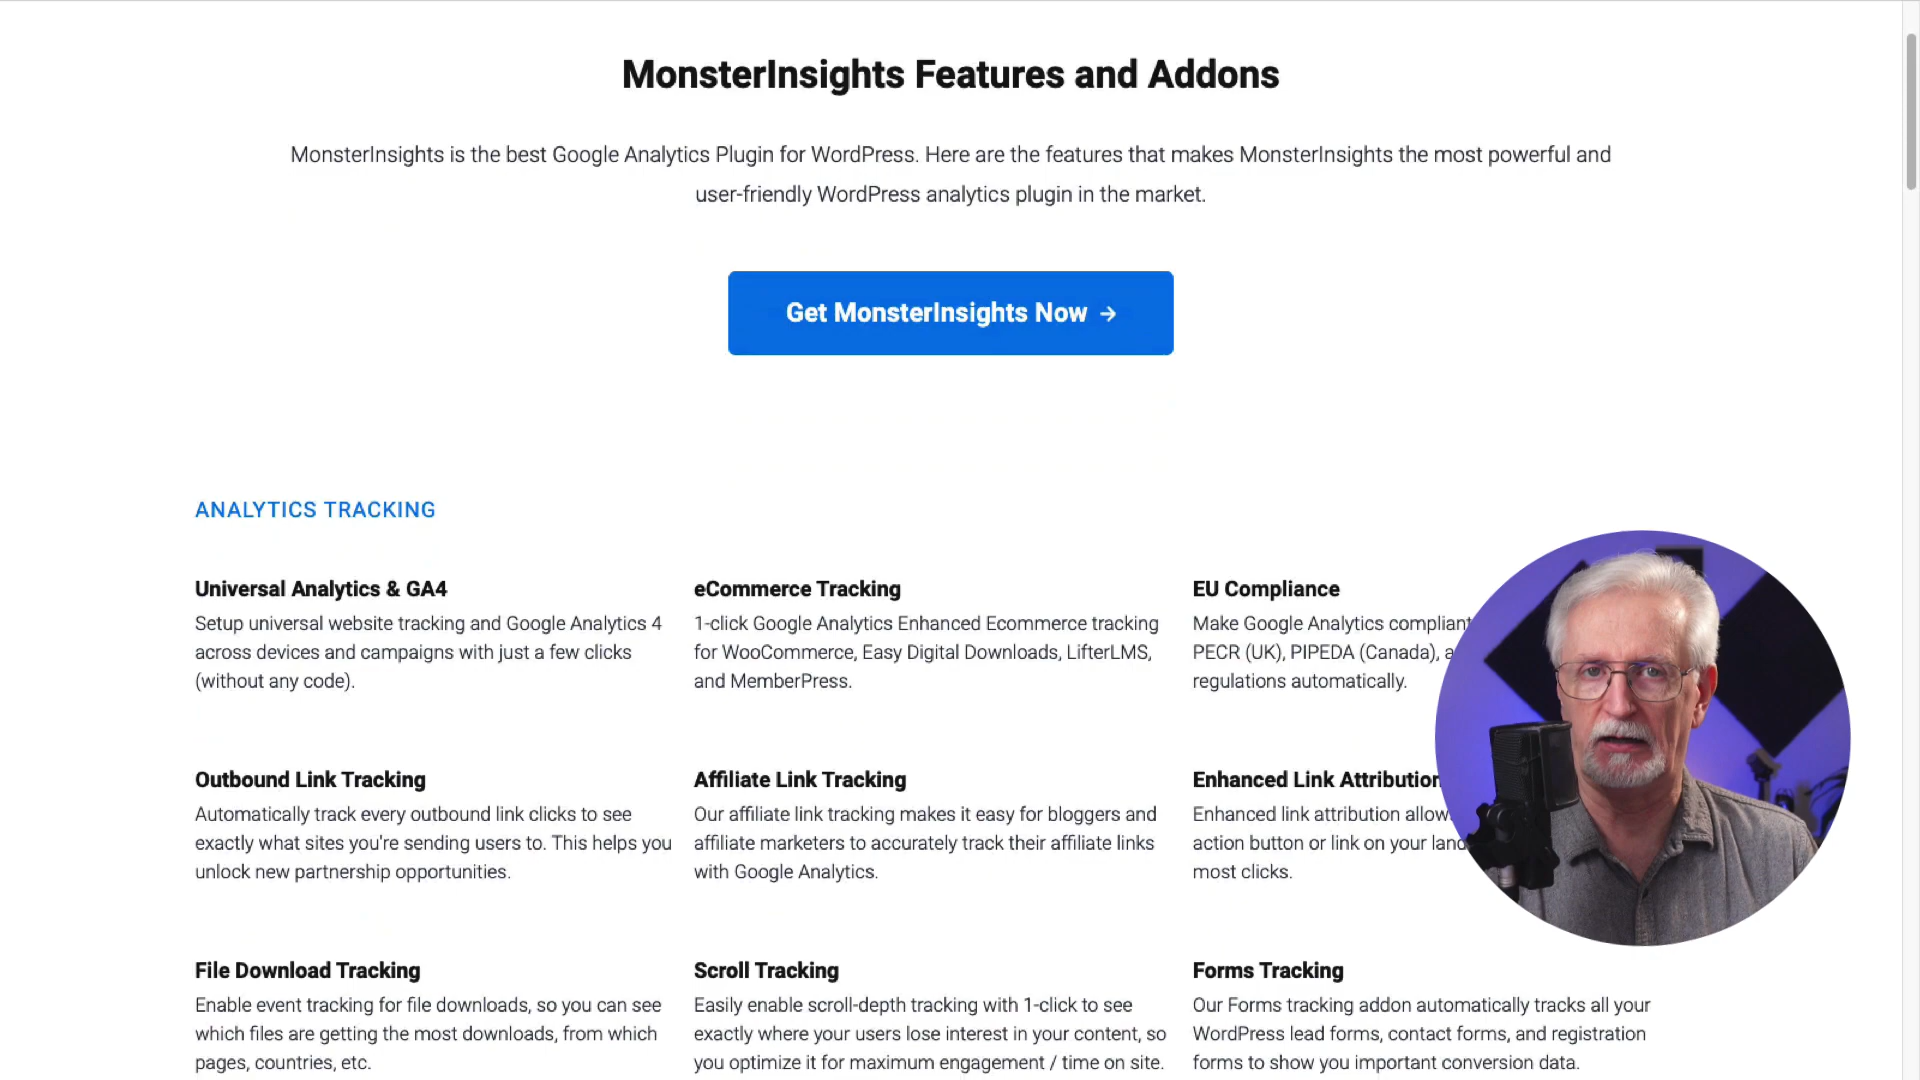 MonsterInsights Features and Addons
MonsterInsights is the best Google Analytics Plugin for WordPress. Here are the features that makes MonsterInsights the most powerful and
user-friendly WordPress analytics plugin in the market.
Get MonsterInsights Now →
ANALYTICS TRACKING
Universal Analytics & GA4
Setup universal website tracking and Google Analytics 4
across devices and campaigns with just a few clicks
(without any code).
eCommerce Tracking
1-click Google Analytics Enhanced Ecommerce tracking
for WooCommerce, Easy Digital Downloads, LifterLMS,
and MemberPress.
EU Compliance
Make Google Analytics compliant
PECR (UK), PIPEDA (Canada),
regulations automatically.
Outbound Link Tracking
Automatically track every outbound link clicks to see
exactly what sites you're sending users to. This helps you
unlock new partnership opportunities.
Affiliate Link Tracking
Our affiliate link tracking makes it easy for bloggers and
affiliate marketers to accurately track their affiliate links
with Google Analytics.
Enhanced Link Attribution
Enhanced link attribution
action button or link on your
most clicks.
File Download Tracking
Enable event tracking for file downloads, so you can see
which files are getting the most downloads, from which
pages, countries, etc.
Scroll Tracking
Easily enable scroll-depth tracking with 1-click to see
exactly where your users lose interest in your content, so
you optimize it for maximum engagement / time on site.
Forms Tracking
Our Forms tracking addon automatically tracks all your
WordPress lead forms, contact forms, and registration
forms to show you important conversion data.